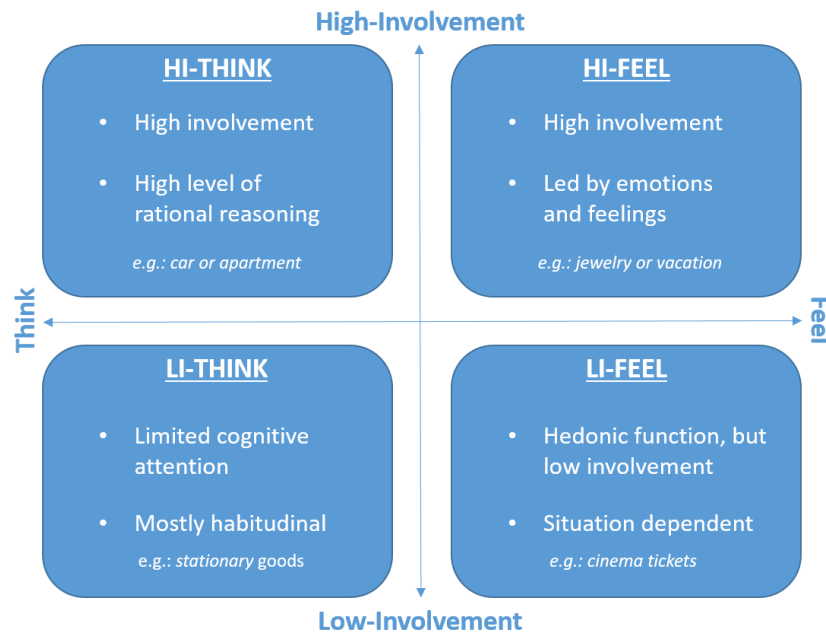 High-Involvement
HI-THINK
• High involvement
• High level of
rational reasoning
e.g.: car or apartment
HI-FEEL
• High involvement
• Led by emotions
and feelings
e.g.: jewelry or vacation
Think
Feel
LI-THINK
• Limited cognitive
attention
• Mostly habitudinal
e.g.: stationary goods
LI-FEEL
• Hedonic function, but
low involvement
• Situation dependent
e.g.: cinema tickets
Low-Involvement